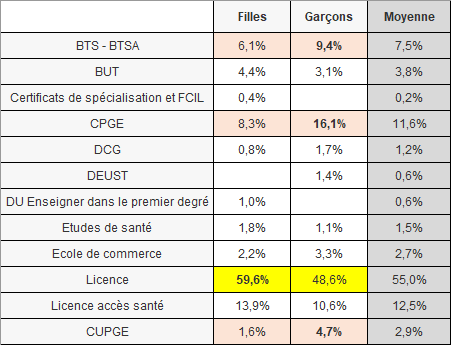 Filles Garçons Moyenne
BTS - BTSA 6,1% 9,4% 7,5%
BUT 4,4% 3,1% 3,8%
Certificats de spécialisation et FCIL 0,4% 0,2%
CPGE 8,3% 16,1% 11,6%
DCG 0,8% 1,7% 1,2%
DEUST 1,4% 0,6%
DU Enseigner dans le premier degré 1,0% 0,6%
Etudes de santé 1,8% 1,1% 1,5%
Ecole de commerce 2,2% 3,3% 2,7%
Licence 59,6% 48,6% 55,0%
Licence accès santé 13,9% 10,6% 12,5%
CUPGE 1,6% 4,7% 2,9%